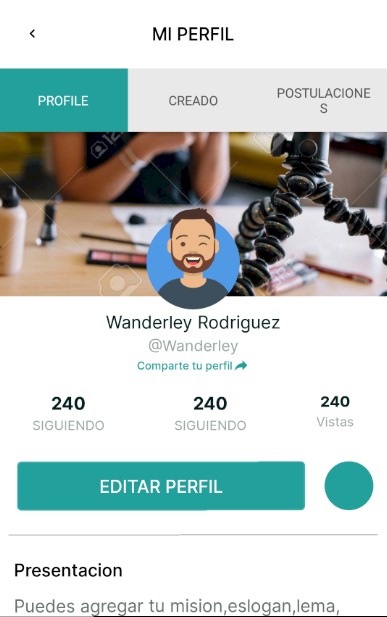 MI PERFIL
PROFILE
CREADO
POSTULACIONE
S
Wanderley Rodriguez
@Wanderley
Comparte tu perfil
240
240
240
SIGUIENDO
SIGUIENDO
Vistas
EDITAR PERFIL
Presentacion
Puedes agregar tu mision,eslogan,lema,